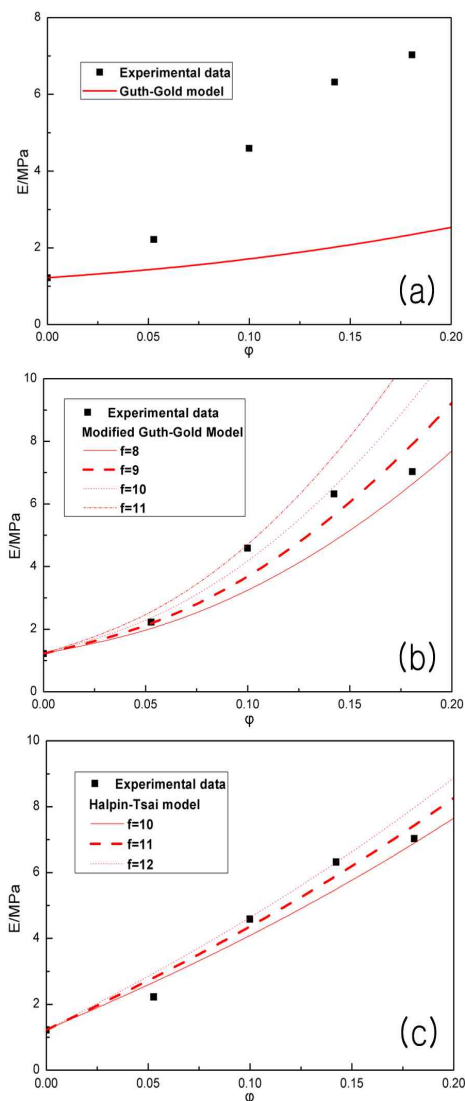 8
6
4
2
0
E/MPa
Experimental data
Guth-Gold model
(a)
0.00
0.05
0.10
0.15
0.20
φ
10
8
6
4
2
0
E/MPa
Experimental data
Modified Guth-Gold Model
f=8
f=9
f=10
f=11
(b)
0.00
0.05
0.10
0.15
0.20
φ
10
8
6
4
2
0
E/MPa
Experimental data
Halpin-Tsai model
f=10
f=11
f=12
(c)
0.00
0.05
0.10
0.15
0.20
φ